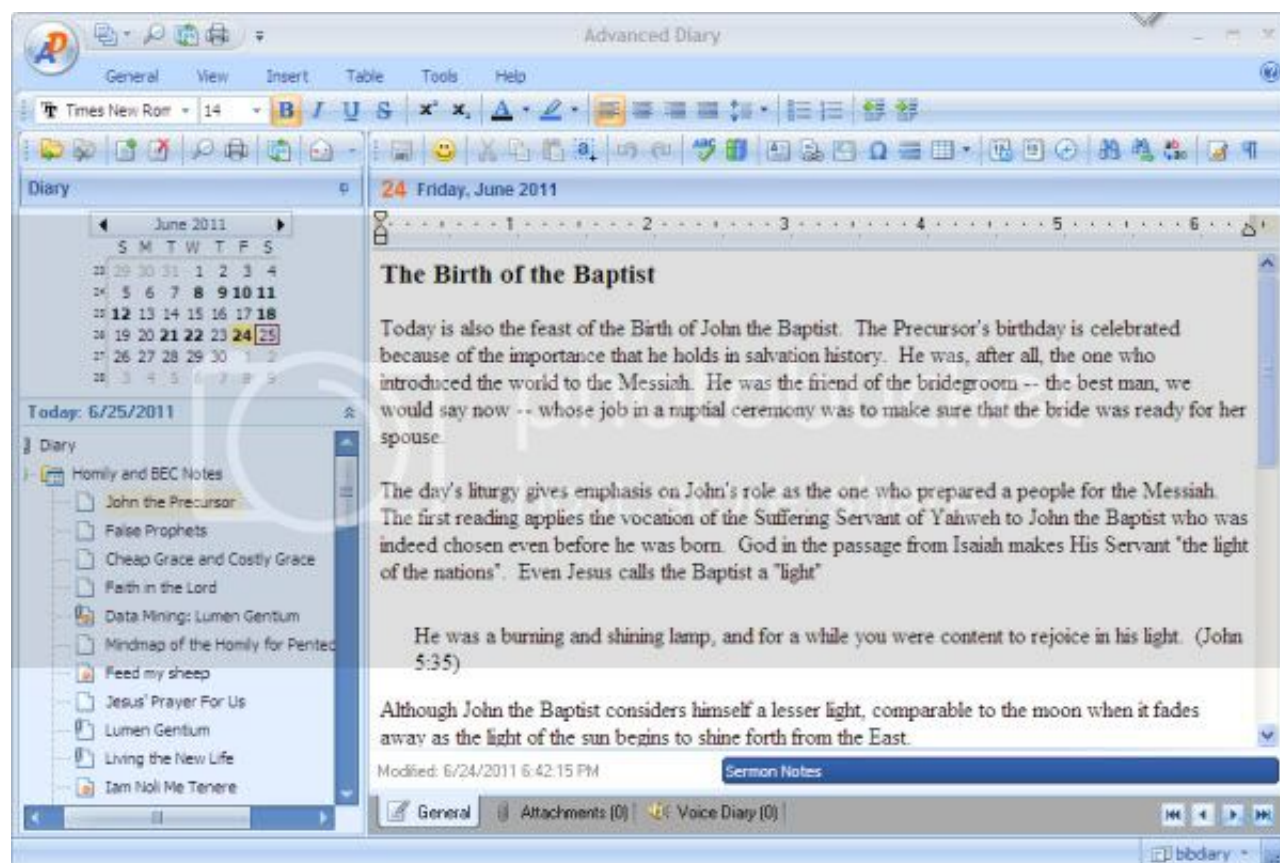 Advanced Diary
General View Insert Table Tools Help
Times New Rom 14 B I U S x² x, A
Diary
24 Friday, June 2011
June 2011
S M T W T F S
23 29 30 31 1 2 3 4
24 5 6 7 8 9 10 11
25 12 13 14 15 16 17 18
26 19 20 21 22 23 24 25
27 26 27 28 29 30 1 2
28 3 4 5 6 7 8 9
Today: 6/25/2011
Diary
Homily and BEC Notes
John the Precursor
False Prophets
Cheap Grace and Costly Grace
Faith in the Lord
Data Mining: Lumen Gentium
Mindmap of the Homily for Pentec
Feed my sheep
Jesus' Prayer For Us
Lumen Gentium
Living the New Life
Iam Noli Me Tenere
1 2 3 4 5 6
The Birth of the Baptist
Today is also the feast of the Birth of John the Baptist. The Precursor's birthday is celebrated
because of the importance that he holds in salvation history. He was, after all, the one who
introduced the world to the Messiah. He was the friend of the bridegroom -- the best man, we
would say now -- whose job in a nuptial ceremony was to make sure that the bride was ready for her
spouse.
The day's liturgy gives emphasis on John's role as the one who prepared a people for the Messiah.
The first reading applies the vocation of the Suffering Servant of Yahweh to John the Baptist who was
indeed chosen even before he was born. God in the passage from Isaiah makes His Servant "the light
of the nations". Even Jesus calls the Baptist a "light"
He was a burning and shining lamp, and for a while you were content to rejoice in his light. (John
5:35)
Although John the Baptist considers himself a lesser light, comparable to the moon when it fades
away as the light of the sun begins to shine forth from the East.
Modified: 6/24/2011 6:42:15 PM
Sermon Notes
General Attachments (0) Voice Diary (0)
bbdiary
photobucket